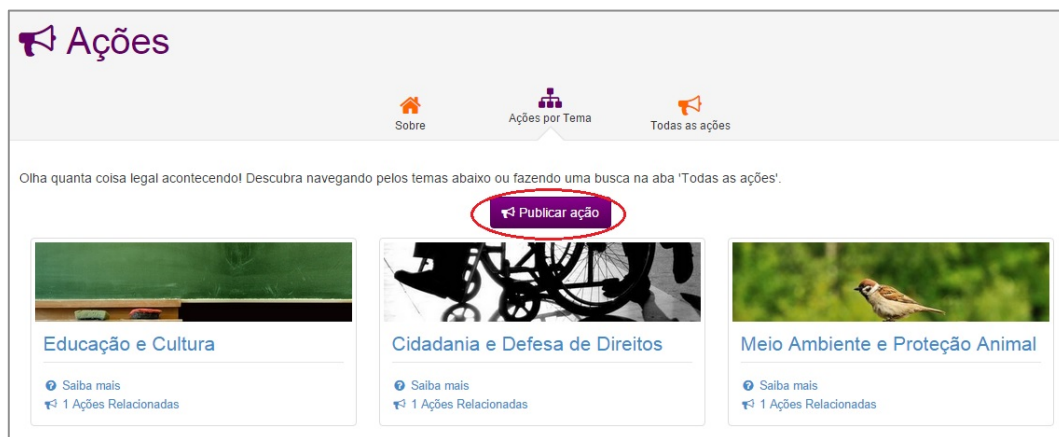 Ações
Sobre
Ações por Tema
Todas as ações
Olha quanta coisa legal acontecendo! Descubra navegando pelos temas abaixo ou fazendo uma busca na aba 'Todas as ações'.
Publicar ação
Educação e Cultura
Saiba mais
1 Ações Relacionadas
Cidadania e Defesa de Direitos
Saiba mais
1 Ações Relacionadas
Meio Ambiente e Proteção Animal
Saiba mais
1 Ações Relacionadas